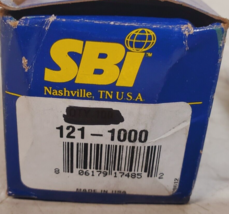 SBI
Nashville, TN U S A
121-1000
8 06179 17485 2
MADE IN USA